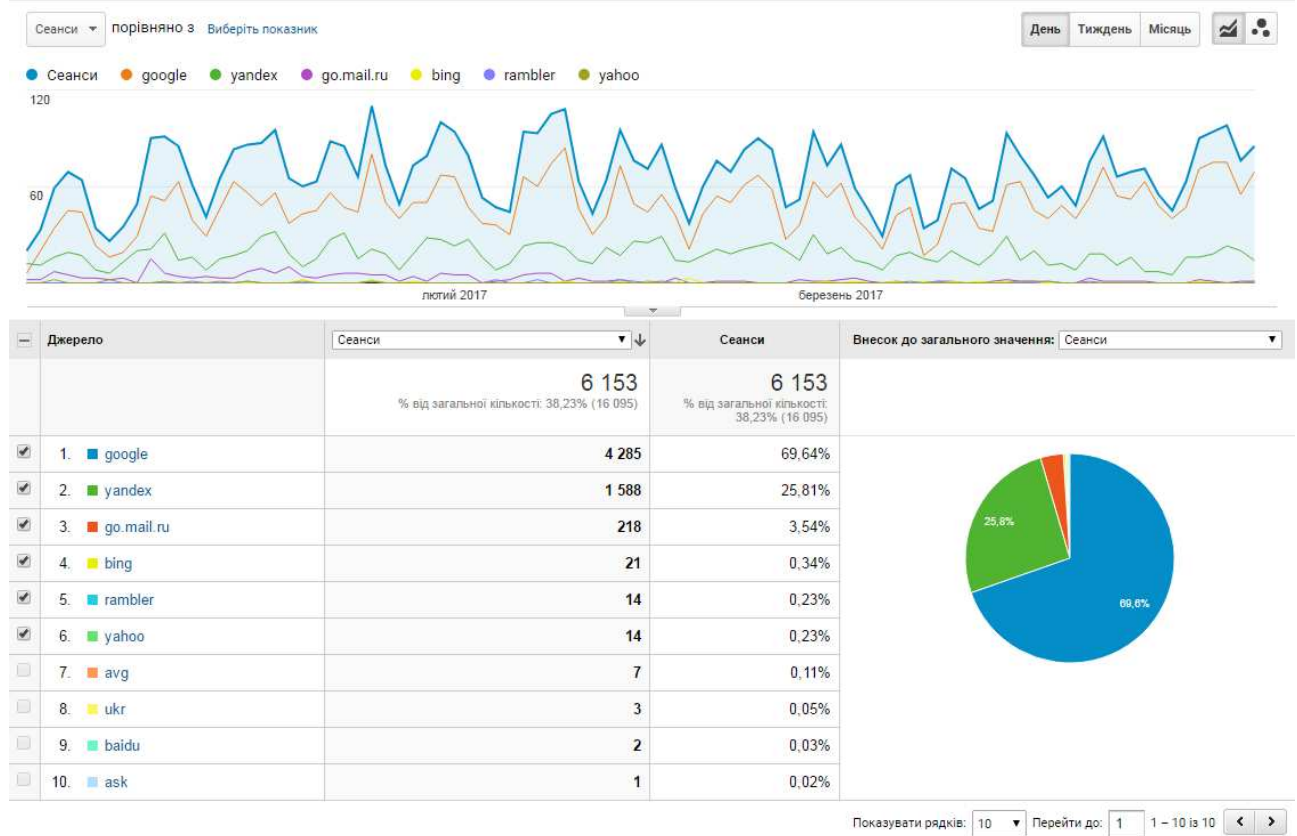 Сеанси порівняно з Виберіть показник День Тиждень Місяць
Сеанси google yandex go.mail.ru bing rambler yahoo
120
60
лютий 2017 березень 2017
Джерело Сеанси Сеанси Внесок до загального значення: Сеанси
6 153 6 153
% від загальної кількості: 38,23% (16 095) % від загальної кількості:
38,23% (16 095)
1. google 4 285 69,64%
2. yandex 1 588 25,81%
3. go.mail.ru 218 3,54%
4. bing 21 0,34%
5. rambler 14 0,23%
6. yahoo 14 0,23%
7. avg 7 0,11%
8. ukr 3 0,05%
9. baidu 2 0,03%
10. ask 1 0,02%
25,8%
69,6%
Показувати рядків: 10 Перейти до: 1 1 – 10 із 10